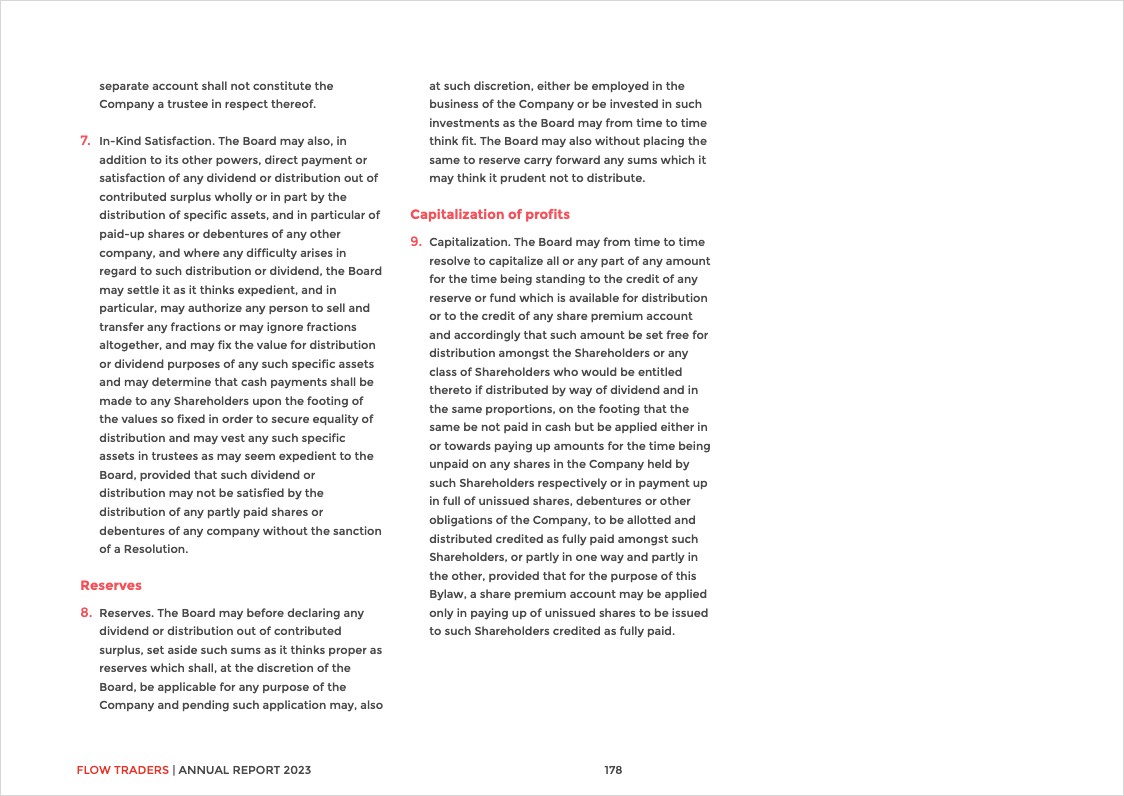 separate account shall not constitute the
Company a trustee in respect thereof.
7. In-Kind Satisfaction. The Board may also, in
addition to its other powers, direct payment or
satisfaction of any dividend or distribution out of
contributed surplus wholly or in part by the
distribution of specific assets, and in particular of
paid-up shares or debentures of any other
company, and where any difficulty arises in
regard to such distribution or dividend, the Board
may settle it as it thinks expedient, and in
particular, may authorize any person to sell and
transfer any fractions or may ignore fractions
altogether, and may fix the value for distribution
or dividend purposes of any such specific assets
and may determine that cash payments shall be
made to any Shareholders upon the footing of
the values so fixed in order to secure equality of
distribution and may vest any such specific
assets in trustees as may seem expedient to the
Board, provided that such dividend or
distribution may not be satisfied by the
distribution of any partly paid shares or
debentures of any company without the sanction
of a Resolution.
Reserves
8. Reserves. The Board may before declaring any
dividend or distribution out of contributed
surplus, set aside such sums as it thinks proper as
reserves which shall, at the discretion of the
Board, be applicable for any purpose of the
Company and pending such application may, also
at such discretion, either be employed in the
business of the Company or be invested in such
investments as the Board may from time to time
think fit. The Board may also without placing the
same to reserve carry forward any sums which it
may think it prudent not to distribute.
Capitalization of profits
9. Capitalization. The Board may from time to time
resolve to capitalize all or any part of any amount
for the time being standing to the credit of any
reserve or fund which is available for distribution
or to the credit of any share premium account
and accordingly that such amount be set free for
distribution amongst the Shareholders or any
class of Shareholders who would be entitled
thereto if distributed by way of dividend and in
the same proportions, on the footing that the
same be not paid in cash but be applied either in
or towards paying up amounts for the time being
unpaid on any shares in the Company held by
such Shareholders respectively or in payment up
in full of unissued shares, debentures or other
obligations of the Company, to be allotted and
distributed credited as fully paid amongst such
Shareholders, or partly in one way and partly in
the other, provided that for the purpose of this
Bylaw, a share premium account may be applied
only in paying up of unissued shares to be issued
to such Shareholders credited as fully paid.
FLOW TRADERS | ANNUAL REPORT 2023
178